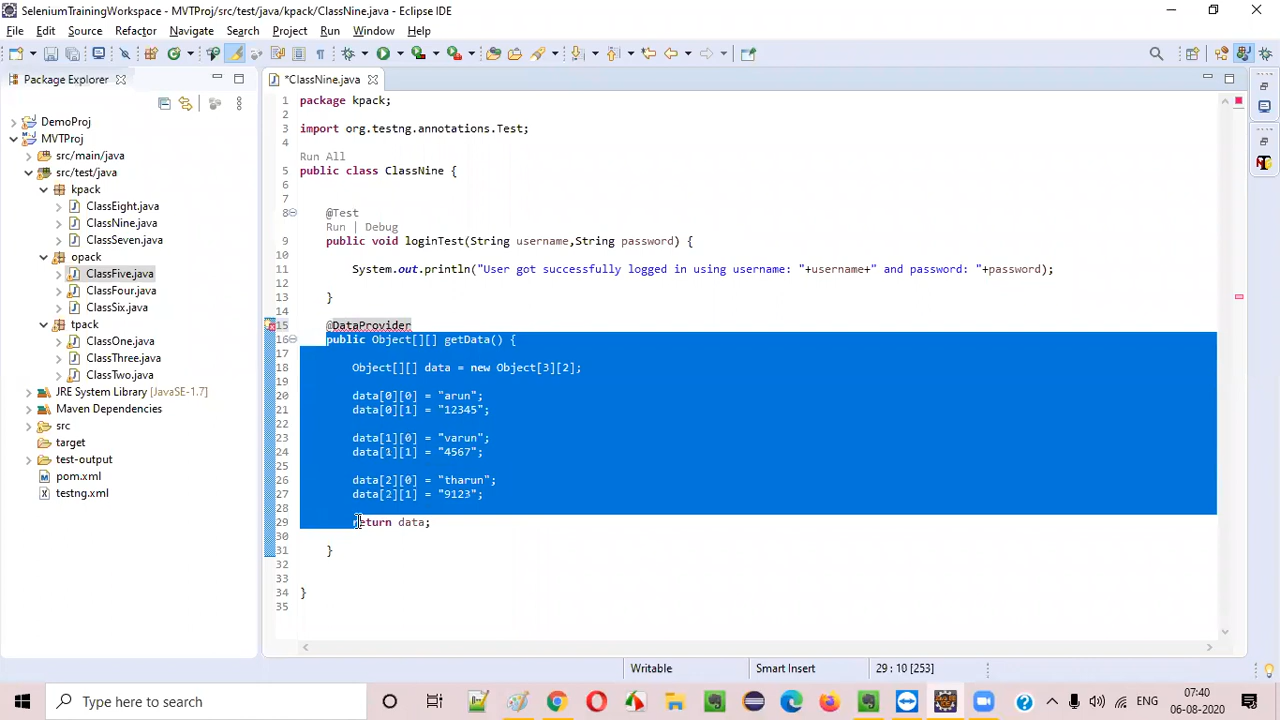 SeleniumTrainingWorkspace - MVTProj/src/test/java/kpack/ClassNine.java - Eclipse IDE
File Edit Source Refactor Navigate Search Project Run Window Help
Package Explorer
*ClassNine.java
DemoProj
MVTProj
src/main/java
src/test/java
kpack
ClassEight.java
ClassNine.java
ClassSeven.java
opack
ClassFive.java
ClassFour.java
ClassSix.java
tpack
ClassOne.java
ClassThree.java
ClassTwo.java
JRE System Library [JavaSE-1.7]
Maven Dependencies
src
target
test-output
pom.xml
testng.xml
1 package kpack;
2
3 import org.testng.annotations.Test;
4
Run All
5 public class ClassNine {
6
7
8 @Test
Run | Debug
9 public void loginTest(String username,String password) {
10
11 System.out.println("User got successfully logged in using username: "+username+" and password: "+password);
12
13 }
14
15 @DataProvider
16 public Object[][] getData() {
17
18 Object[][] data = new Object[3][2];
19
20 data[0][0] = "arun";
21 data[0][1] = "12345";
22
23 data[1][0] = "varun";
24 data[1][1] = "4567";
25
26 data[2][0] = "tharun";
27 data[2][1] = "9123";
28
29 return data;
30
31 }
32
33
34 }
35
Writable Smart Insert 29 : 10 [253]
Type here to search
ENG
07:40
06-08-2020